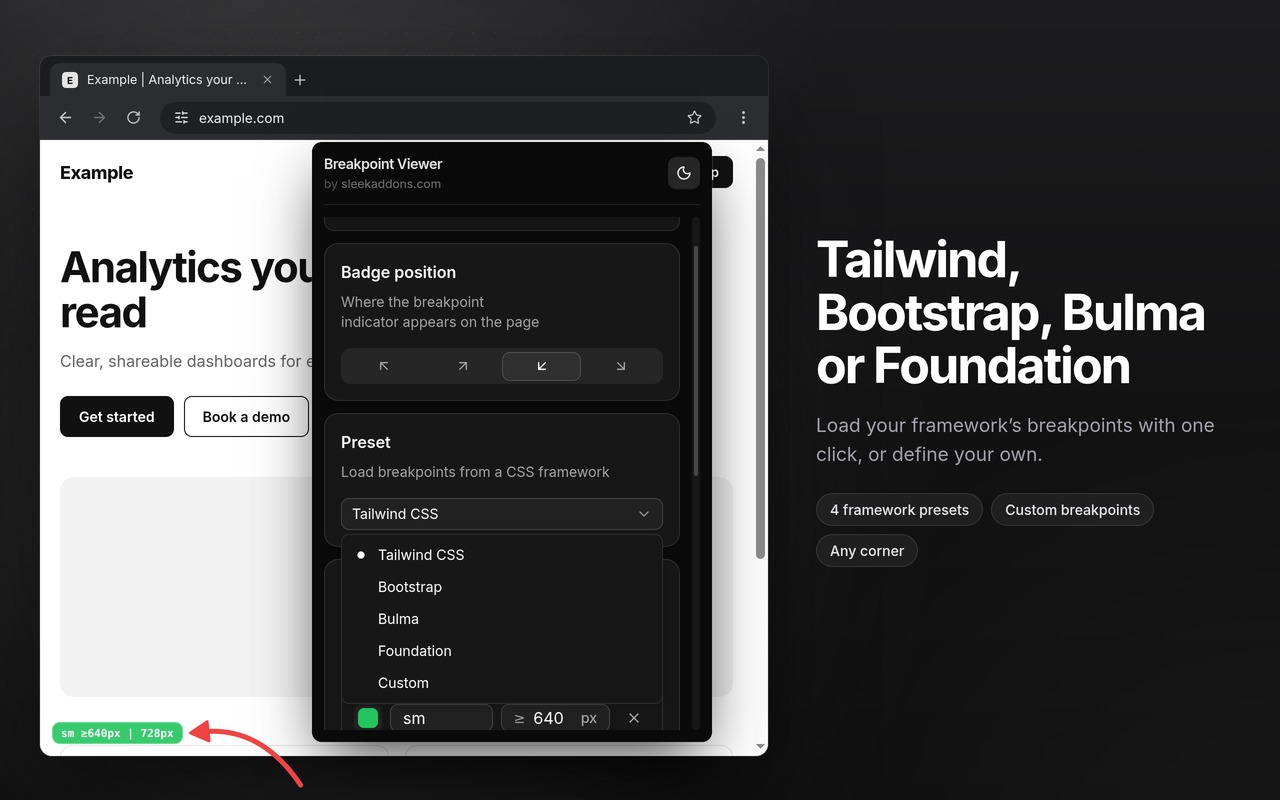 E Example | Analytics your ...
example.com
Example
p
Analytics you
read
Clear, shareable dashboards for e
Get started
Book a demo
sm ≥640px | 728px
Breakpoint Viewer
by sleekaddons.com
Badge position
Where the breakpoint
indicator appears on the page
Preset
Load breakpoints from a CSS framework
Tailwind CSS
Tailwind CSS
Bootstrap
Bulma
Foundation
Custom
sm ≥ 640 px
Tailwind,
Bootstrap, Bulma
or Foundation
Load your framework’s breakpoints with one
click, or define your own.
4 framework presets
Custom breakpoints
Any corner